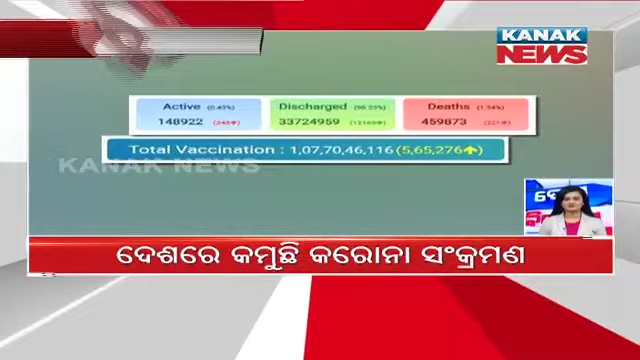 KANAK
NEWS
Active (0.43%) Discharged (98.23%) Deaths (1.34%)
148922 33724959 459873
Total Vaccination : 1,07,70,46,116 (5,65,276↑)
KANAK NEWS
ଦେଶରେ କମୁଛି କରୋନା ସଂକ୍ରମଣ